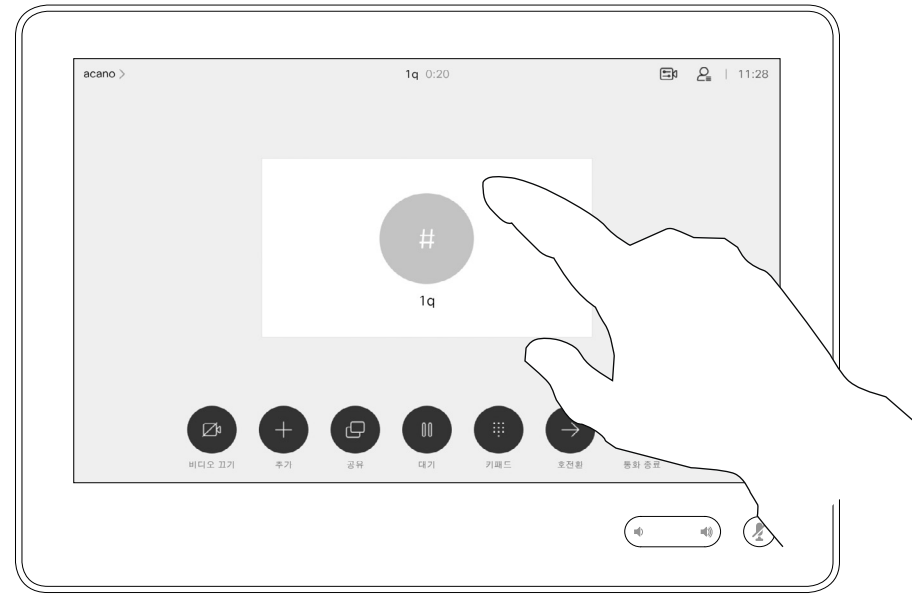 acano >
1q 0:20
| 11:28
#
1q
비디오 끄기
추가
공유
대기
키패드
호전환
통화 종료